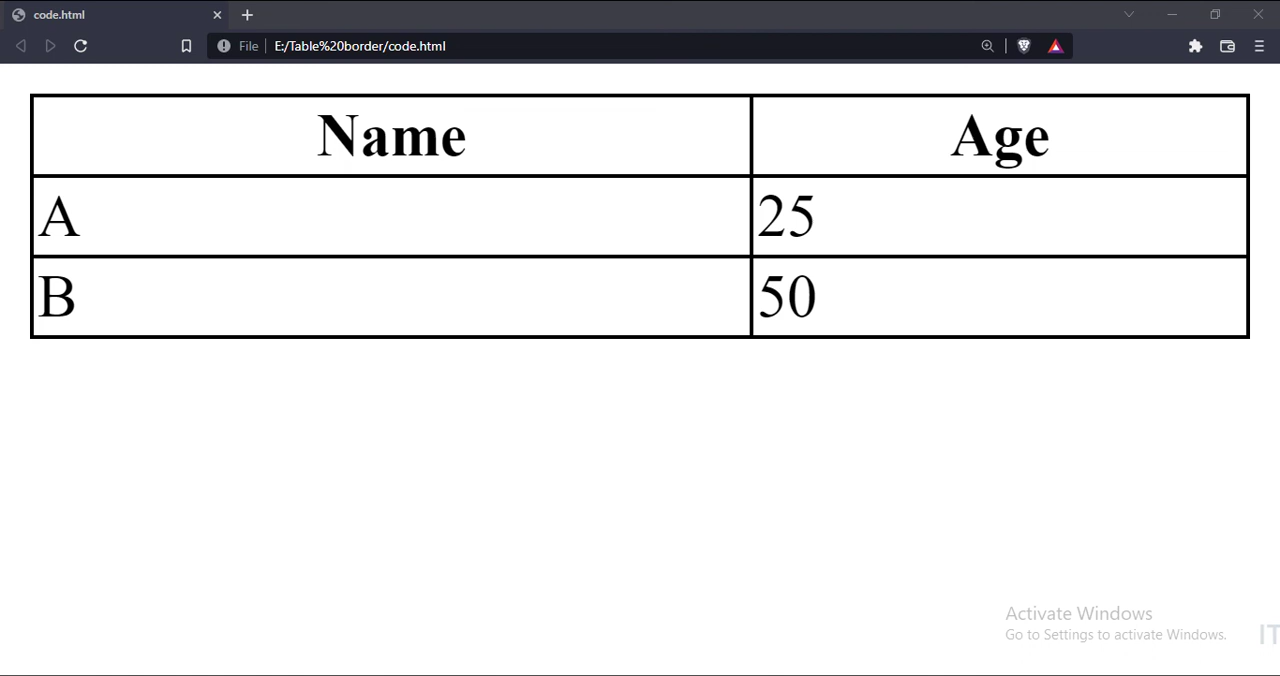 code.html
File E:/Table%20border/code.html
Name Age
A 25
B 50
Activate Windows
Go to Settings to activate Windows.
IT